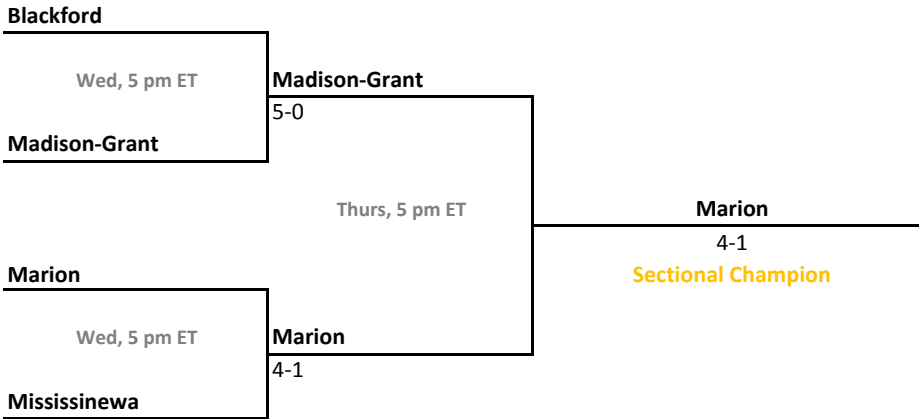 Blackford
Wed, 5 pm ET
Madison-Grant
5-0
Madison-Grant
Thurs, 5 pm ET
Marion
4-1
Sectional Champion
Marion
Wed, 5 pm ET
Marion
4-1
Mississinewa